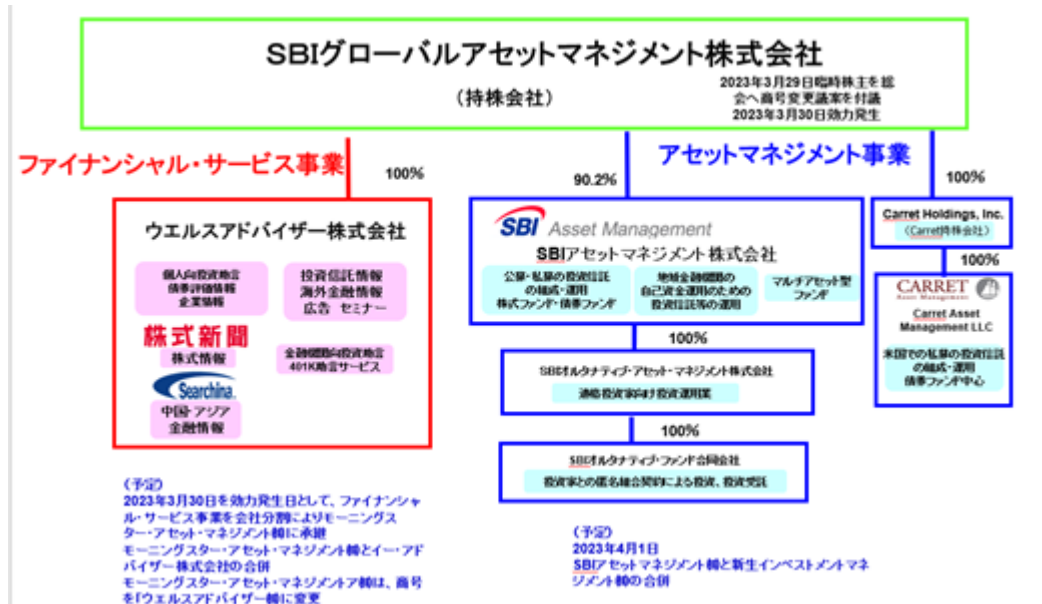 SBIグローバルアセットマネジメント株式会社
（持株会社）
2023年3月29日臨時株主を総
会へ商号変更議案を付議
2023年3月30日効力発生
ファイナンシャル・サービス事業
100%
ウエルスアドバイザー株式会社
個人向投資助言
債券評価情報
企業情報
投資信託情報
海外金融情報
広告 セミナー
株式新聞
株式情報
金融機関向投資助言
401K助言サービス
Searchina
中国・アジア
金融情報
（予定）
2023年3月30日を効力発生日として、ファイナンシャ
ル・サービス事業を会社分割によりモーニングス
ター・アセット・マネジメント㈱に承継
モーニングスター・アセット・マネジメント㈱とイー・アド
バイザー株式会社の合併
モーニングスター・アセット・マネジメントア㈱は、商号
を「ウエルスアドバイザー㈱に変更
アセットマネジメント事業
90.2%
SBI Asset Management
SBIアセットマネジメント株式会社
公募・私募の投資信託
の組成・運用
株式ファンド・債券ファンド
地域金融機関の
自己資金運用のための
投資信託等の運用
マルチアセット型
ファンド
100%
SBIオルタナティブ・アセット・マネジメント株式会社
適格投資家向け投資運用業
100%
SBIオルタナティブ・ファンド合同会社
投資家との匿名組合契約による投資、投資受託
（予定）
2023年4月1日
SBIアセットマネジメント㈱と新生インベストメントマネ
ジメント㈱の合併
100%
Carret Holdings, Inc.
（Carret持株会社）
100%
CARRET
Asset Management
Carret Asset
Management LLC
米国での私募の投資信託
の組成・運用
債券ファンド中心